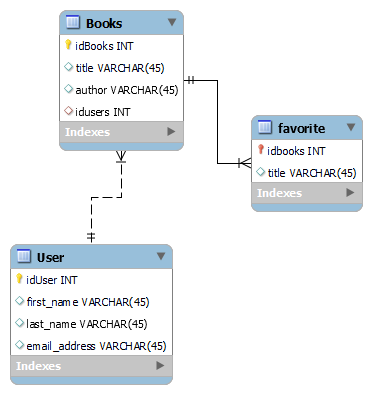 Books
idBooks INT
title VARCHAR(45)
author VARCHAR(45)
idusers INT
Indexes
favorite
idbooks INT
title VARCHAR(45)
Indexes
User
idUser INT
first_name VARCHAR(45)
last_name VARCHAR(45)
email_address VARCHAR(45)
Indexes